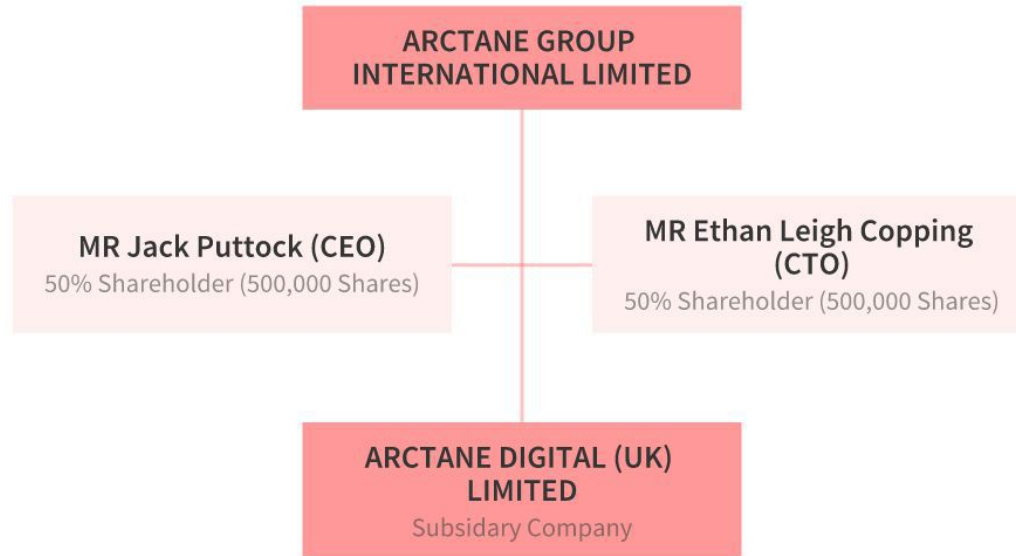 ARCTANE GROUP
INTERNATIONAL LIMITED
MR Jack Puttock (CEO)
50% Shareholder (500,000 Shares)
MR Ethan Leigh Copping
(CTO)
50% Shareholder (500,000 Shares)
ARCTANE DIGITAL (UK)
LIMITED
Subsidary Company